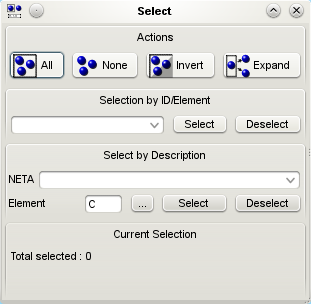 Select
Actions
All None Invert Expand
Selection by ID/Element
Select Deselect
Select by Description
NETA
Element C ... Select Deselect
Current Selection
Total selected : 0